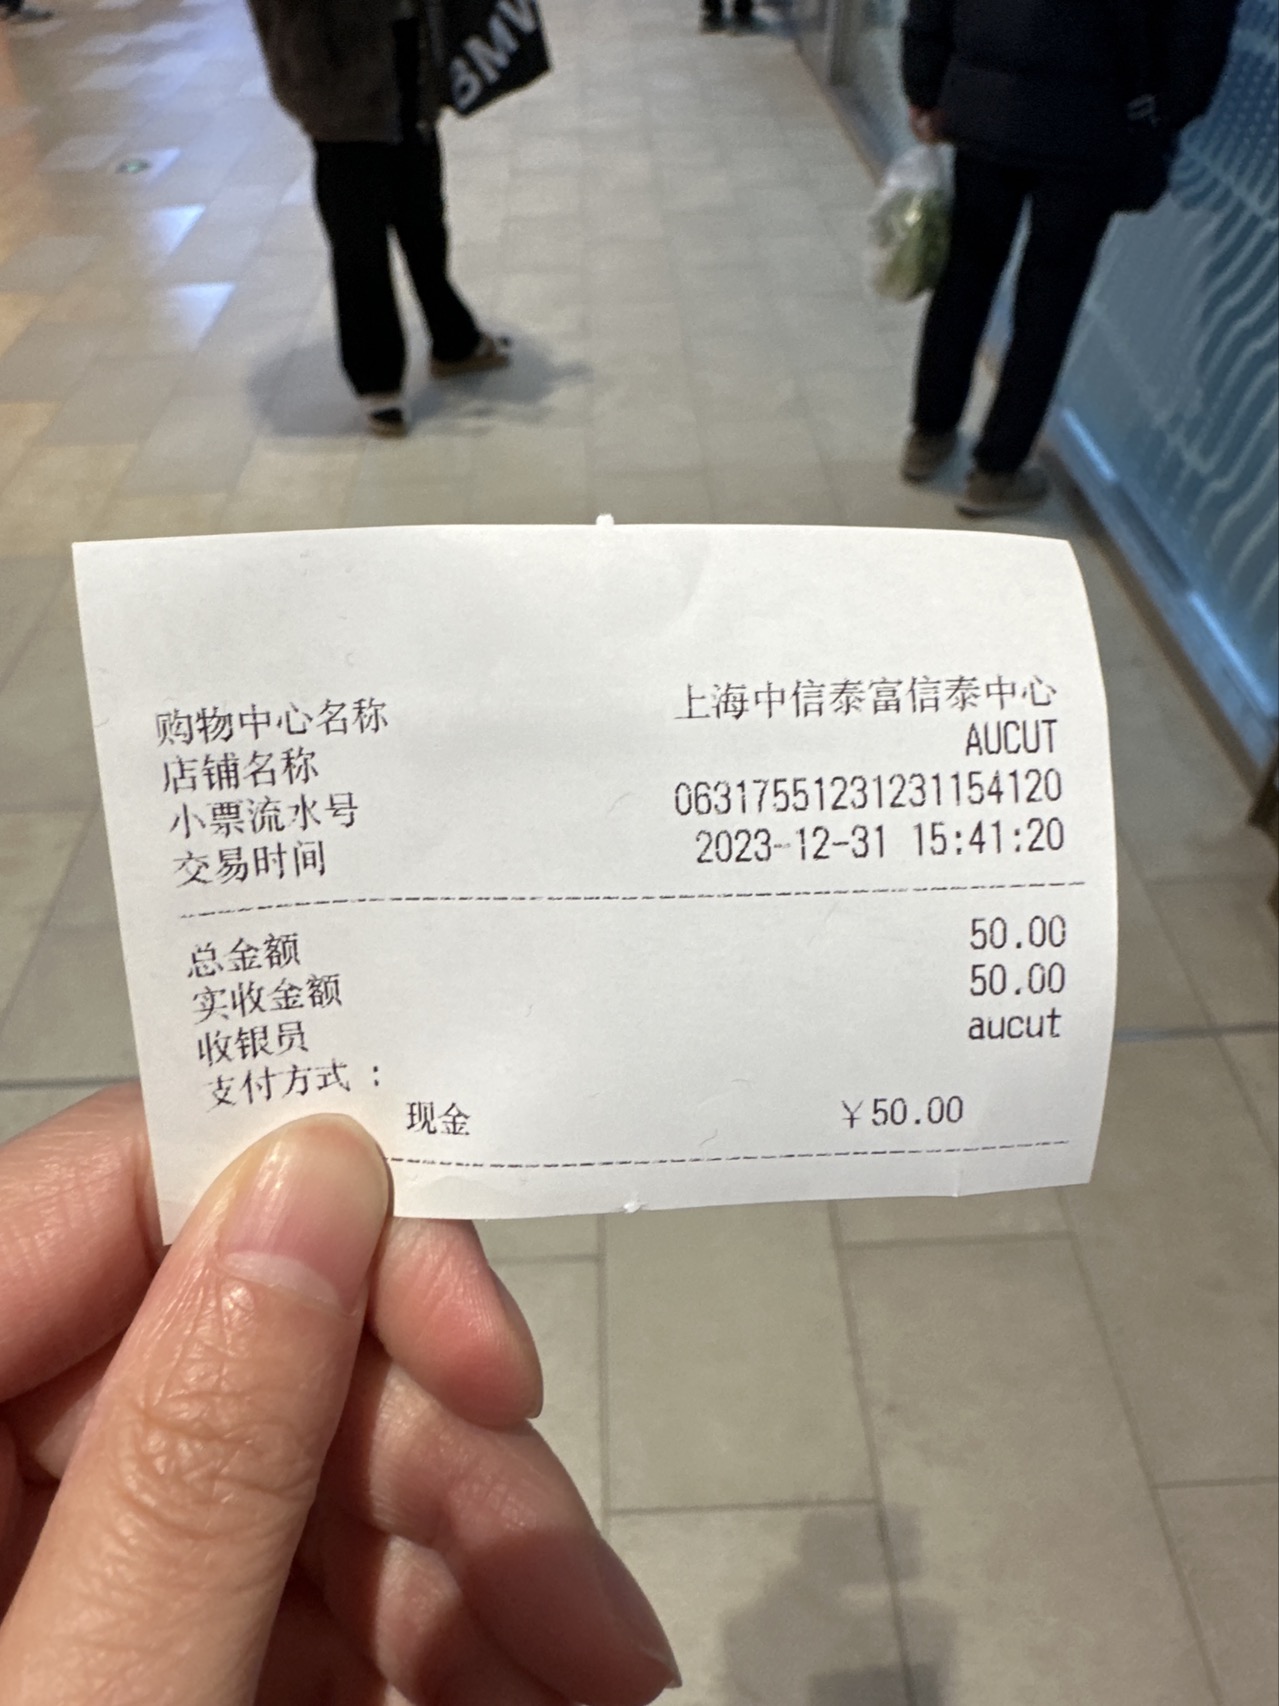 BMW
购物中心名称 上海中信泰富信泰中心
店铺名称 AUCUT
小票流水号 06317551231231154120
交易时间 2023-12-31 15:41:20
总金额 50.00
实收金额 50.00
收银员 aucut
支付方式 :
现金 ¥50.00